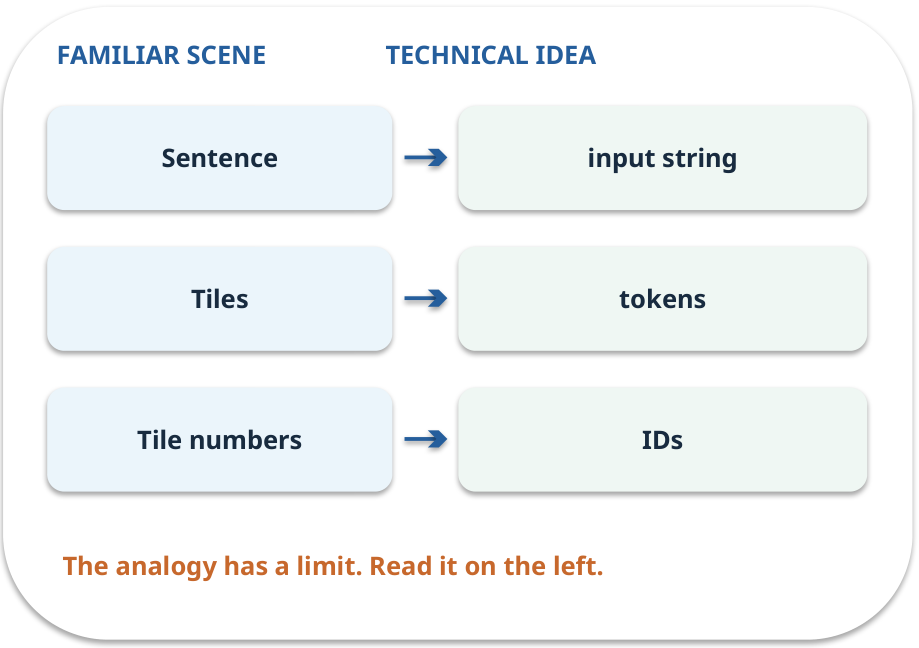 FAMILIAR SCENE TECHNICAL IDEA
Sentence → input string
Tiles → tokens
Tile numbers → IDs
The analogy has a limit. Read it on the left.